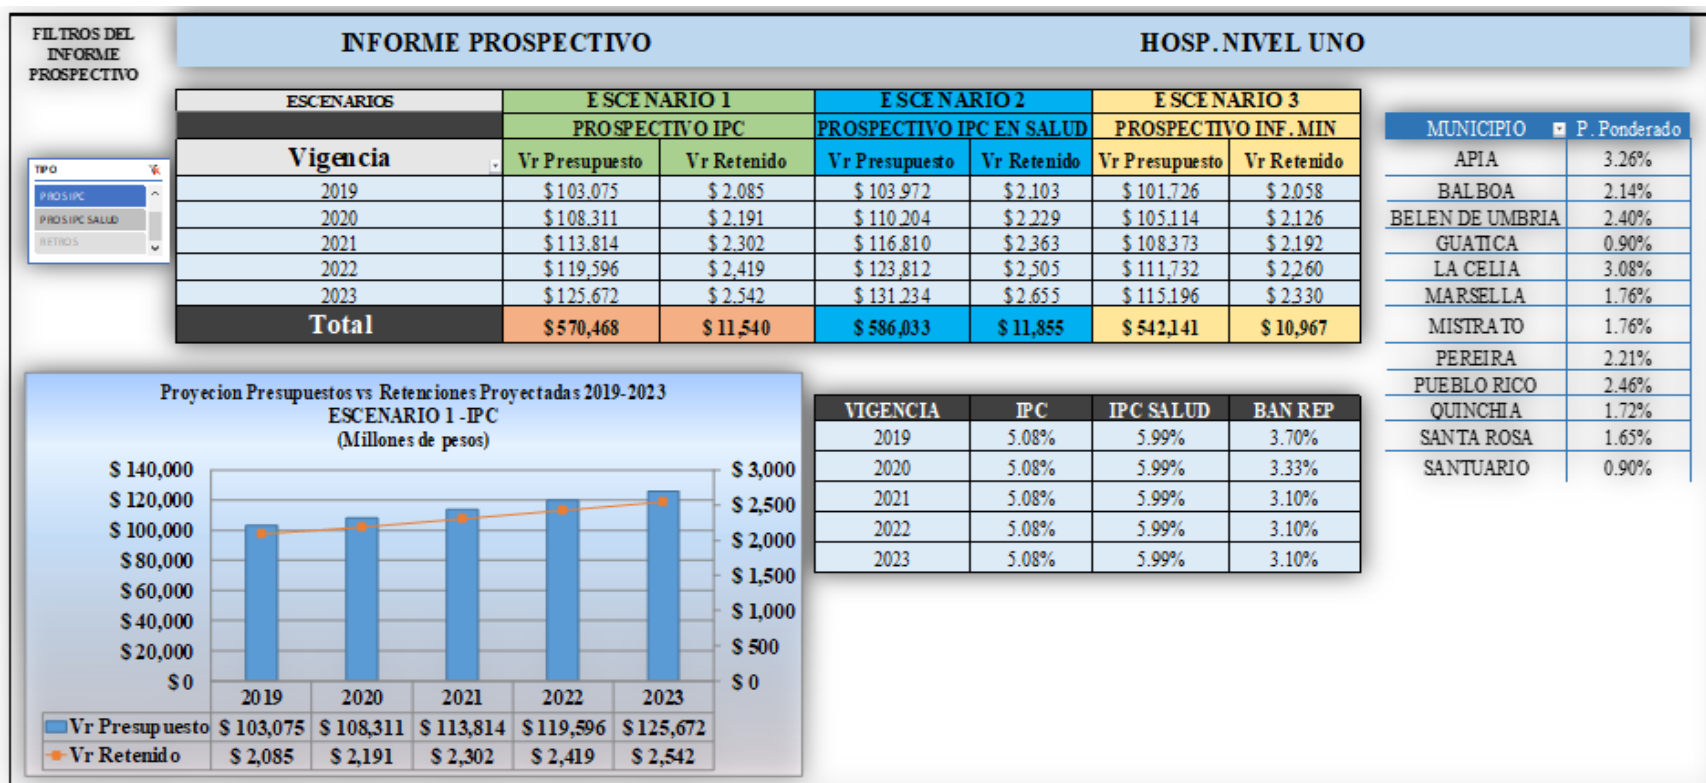 FILTROS DEL
INFORME
PROSPECTIVO
INFORME PROSPECTIVO HOSP. NIVEL UNO
ESCENARIOS ESCENARIO 1 ESCENARIO 2 ESCENARIO 3
PROSPECTIVO IPC PROSPECTIVO IPC EN SALUD PROSPECTIVO INF. MIN
Vigencia Vr Presupuesto Vr Retenido Vr Presupuesto Vr Retenido Vr Presupuesto Vr Retenido
2019 $ 103,075 $ 2,085 $ 103,972 $ 2,103 $ 101,726 $ 2,058
2020 $ 108,311 $ 2,191 $ 110,204 $ 2,229 $ 105,114 $ 2,126
2021 $ 113,814 $ 2,302 $ 116,810 $ 2,363 $ 108,373 $ 2,192
2022 $ 119,596 $ 2,419 $ 123,812 $ 2,505 $ 111,732 $ 2,260
2023 $ 125,672 $ 2,542 $ 131,234 $ 2,655 $ 115,196 $ 2,330
Total $ 570,468 $ 11,540 $ 586,033 $ 11,855 $ 542,141 $ 10,967
TIPO
PROS IPC
PROS IPC SALUD
RETROS
MUNICIPIO P. Ponderado
APIA 3.26%
BALBOA 2.14%
BELEN DE UMBRIA 2.40%
GUATICA 0.90%
LA CELIA 3.08%
MARSELLA 1.76%
MISTRATO 1.76%
PEREIRA 2.21%
PUEBLO RICO 2.46%
QUINCHIA 1.72%
SANTA ROSA 1.65%
SANTUARIO 0.90%
Proyecion Presupuestos vs Retenciones Proyectadas 2019-2023
ESCENARIO 1 -IPC
(Millones de pesos)
$ 140,000 $ 3,000
$ 120,000 $ 2,500
$ 100,000 $ 2,000
$ 80,000 $ 1,500
$ 60,000 $ 1,000
$ 40,000 $ 500
$ 20,000 $ 0
$ 0
2019 2020 2021 2022 2023
Vr Presupuesto $ 103,075 $ 108,311 $ 113,814 $ 119,596 $ 125,672
Vr Retenido $ 2,085 $ 2,191 $ 2,302 $ 2,419 $ 2,542
VIGENCIA IPC IPC SALUD BAN REP
2019 5.08% 5.99% 3.70%
2020 5.08% 5.99% 3.33%
2021 5.08% 5.99% 3.10%
2022 5.08% 5.99% 3.10%
2023 5.08% 5.99% 3.10%